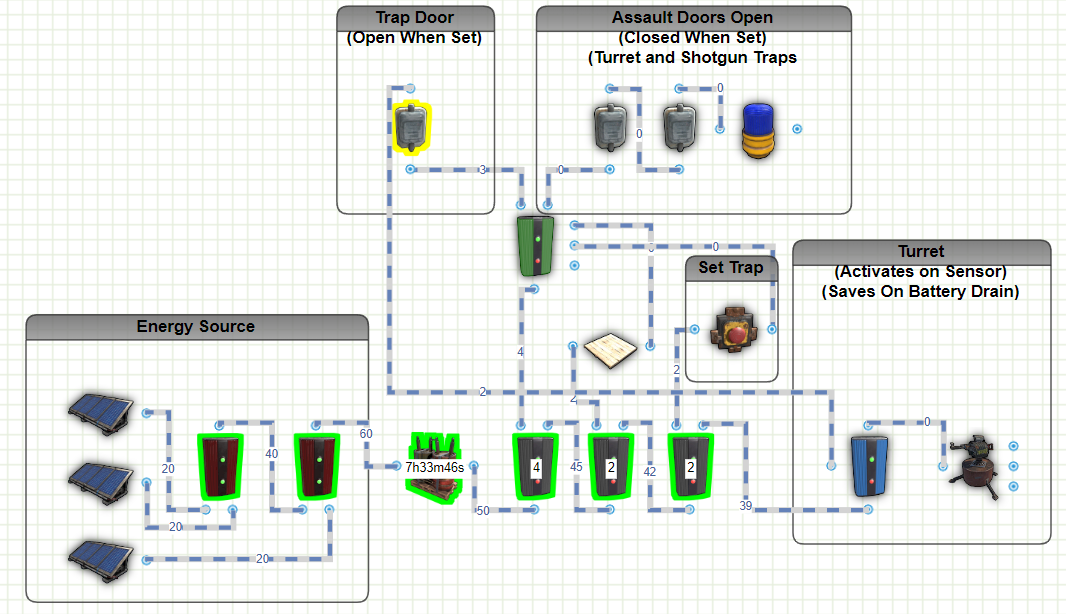 Trap Door
(Open When Set)
Assault Doors Open
(Closed When Set)
(Turret and Shotgun Traps
0
0
3
0
0
0
Turret
(Activates on Sensor)
(Saves On Battery Drain)
Set Trap
Energy Source
4
2
2
2
0
60
40
20
7h33m46s
4
45
2
42
2
39
50
20
20